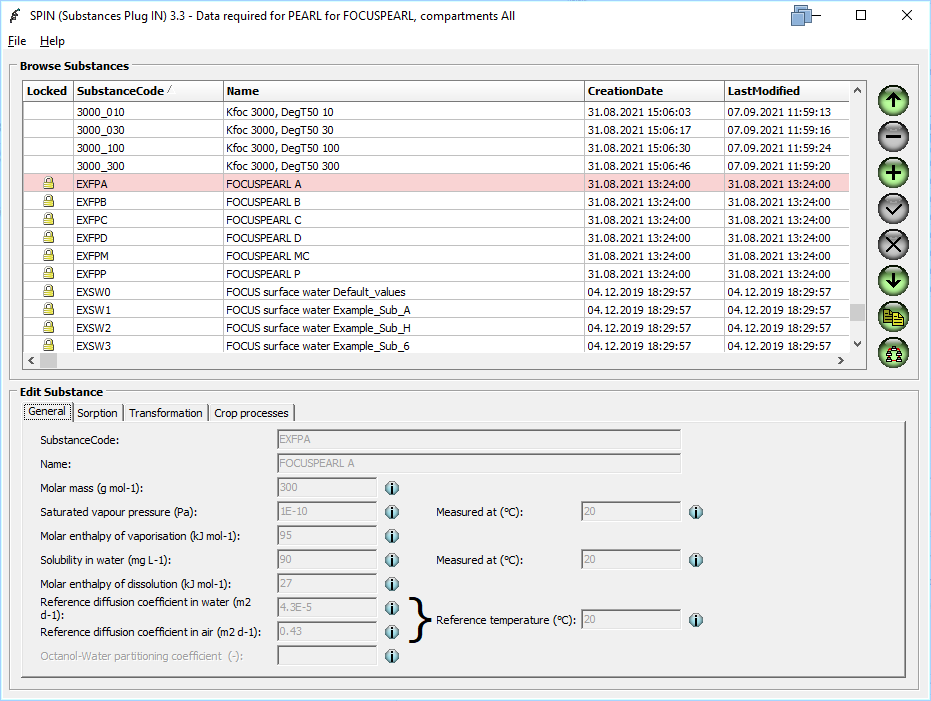 SPIN (Substances Plug IN) 3.3 - Data required for PEARL for FOCUSPEARL, compartments All
File Help
Browse Substances
Locked SubstanceCode / Name CreationDate LastModified
3000_010 Kfoc 3000, DegT50 10 31.08.2021 15:06:03 07.09.2021 11:59:13
3000_030 Kfoc 3000, DegT50 30 31.08.2021 15:06:17 07.09.2021 11:59:16
3000_100 Kfoc 3000, DegT50 100 31.08.2021 15:06:30 07.09.2021 11:59:24
3000_300 Kfoc 3000, DegT50 300 31.08.2021 15:06:46 07.09.2021 11:59:20
EXFPA FOCUSPEARL A 31.08.2021 13:24:00 31.08.2021 13:24:00
EXFPB FOCUSPEARL B 31.08.2021 13:24:00 31.08.2021 13:24:00
EXFPC FOCUSPEARL C 31.08.2021 13:24:00 31.08.2021 13:24:00
EXFPD FOCUSPEARL D 31.08.2021 13:24:00 31.08.2021 13:24:00
EXFPM FOCUSPEARL MC 31.08.2021 13:24:00 31.08.2021 13:24:00
EXFPP FOCUSPEARL P 31.08.2021 13:24:00 31.08.2021 13:24:00
EXSW0 FOCUS surface water Default_values 04.12.2019 18:29:57 04.12.2019 18:29:57
EXSW1 FOCUS surface water Example_Sub_A 04.12.2019 18:29:57 04.12.2019 18:29:57
EXSW2 FOCUS surface water Example_Sub_H 04.12.2019 18:29:57 04.12.2019 18:29:57
EXSW3 FOCUS surface water Example_Sub_6 04.12.2019 18:29:57 04.12.2019 18:29:57
Edit Substance
General Sorption Transformation Crop processes
SubstanceCode: EXFPA
Name: FOCUSPEARL A
Molar mass (g mol-1): 300
Saturated vapour pressure (Pa): 1E-10 Measured at (°C): 20
Molar enthalpy of vaporisation (kJ mol-1): 95
Solubility in water (mg L-1): 90 Measured at (°C): 20
Molar enthalpy of dissolution (kJ mol-1): 27
Reference diffusion coefficient in water (m2
d-1): 4.3E-5
Reference temperature (°C): 20
Reference diffusion coefficient in air (m2 d-1): 0.43
Octanol-Water partitioning coefficient (-):